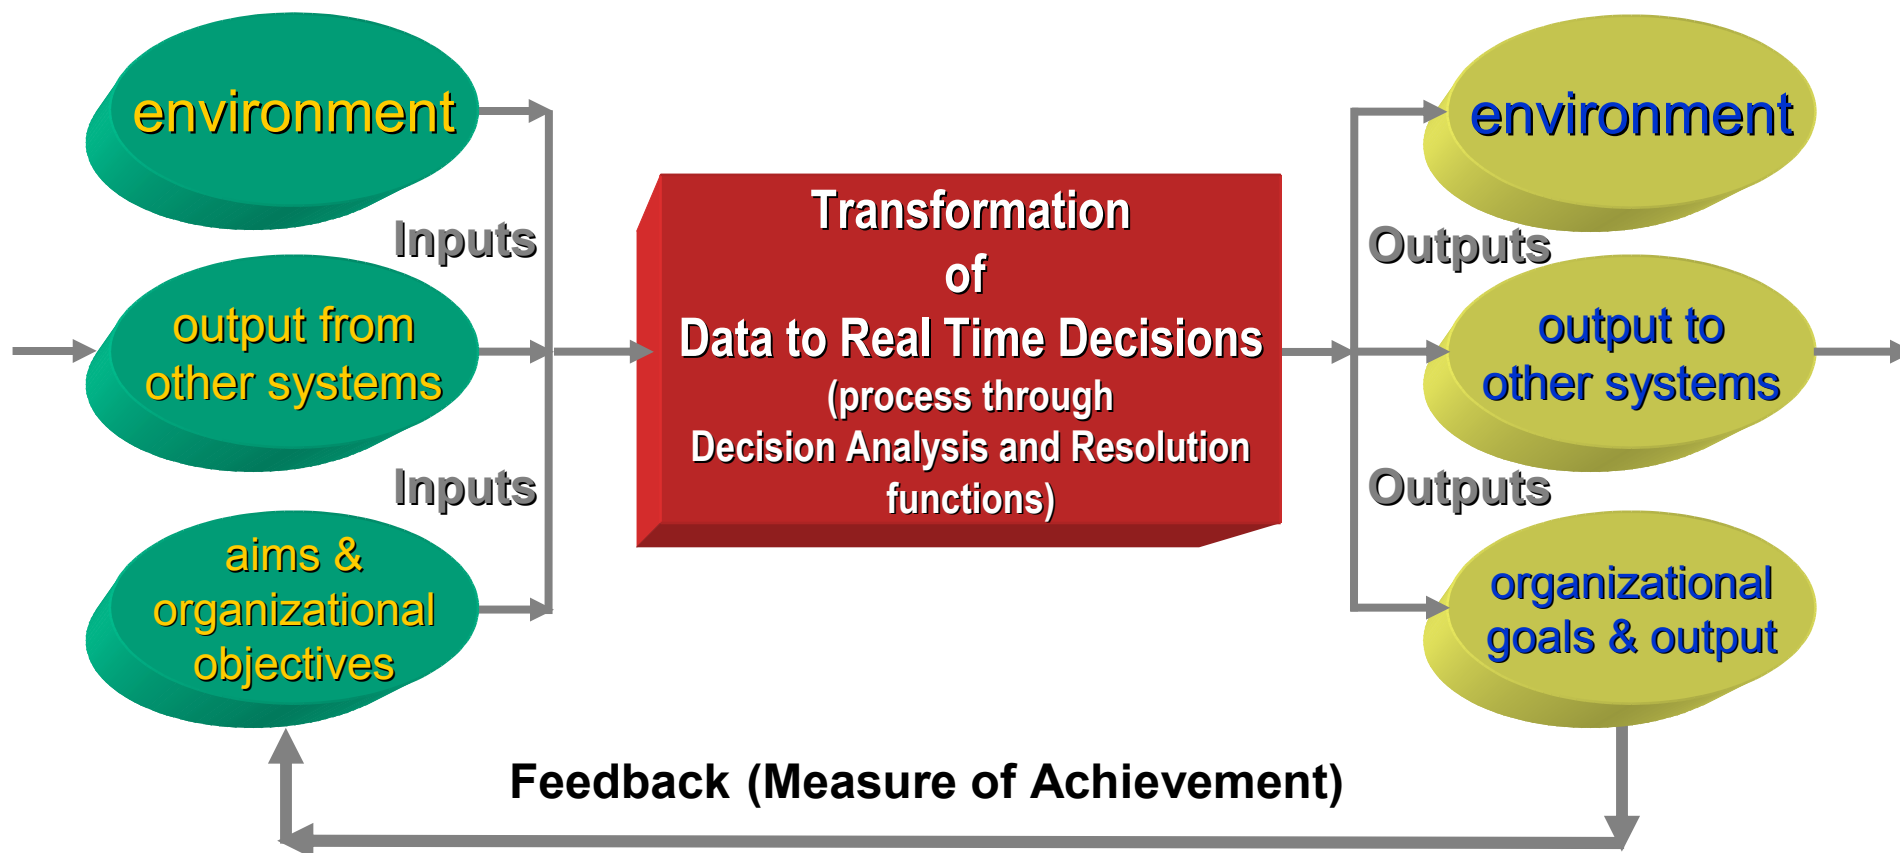 environment
Inputs
output from
other systems
Inputs
aims &
organizational
objectives
Transformation
of
Data to Real Time Decisions
(process through
Decision Analysis and Resolution
functions)
environment
Outputs
output to
other systems
Outputs
organizational
goals & output
Feedback (Measure of Achievement)